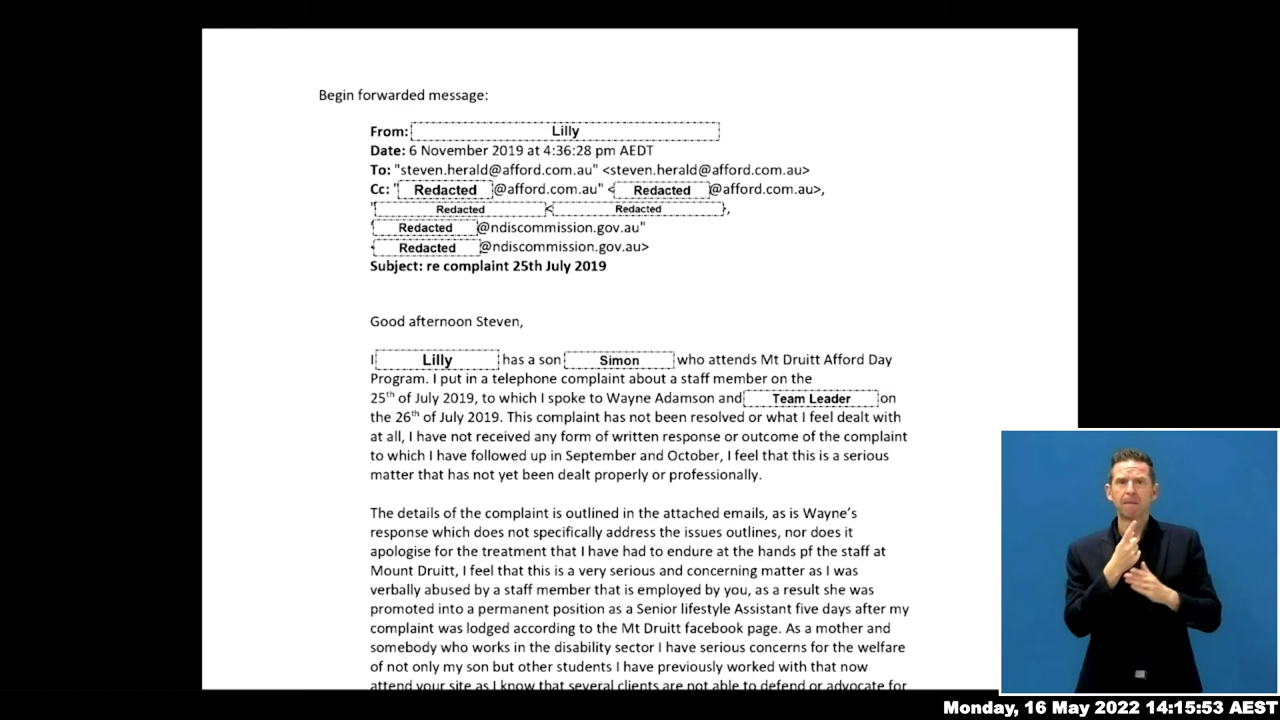 Begin forwarded message:
From: Lilly
Date: 6 November 2019 at 4:36:28 pm AEDT
To: "steven.herald@afford.com.au" <steven.herald@afford.com.au>
Cc: "Redacted@afford.com.au" <Redacted@afford.com.au>,
"Redacted<Redacted,
'Redacted@ndiscommission.gov.au"
<Redacted@ndiscommission.gov.au>
Subject: re complaint 25th July 2019
Good afternoon Steven,
I Lilly has a son Simon who attends Mt Druitt Afford Day
Program. I put in a telephone complaint about a staff member on the
25th of July 2019, to which I spoke to Wayne Adamson and Team Leader on
the 26th of July 2019. This complaint has not been resolved or what I feel dealt with
at all, I have not received any form of written response or outcome of the complaint
to which I have followed up in September and October, I feel that this is a serious
matter that has not yet been dealt properly or professionally.
The details of the complaint is outlined in the attached emails, as is Wayne's
response which does not specifically address the issues outlines, nor does it
apologise for the treatment that I have had to endure at the hands pf the staff at
Mount Druitt, I feel that this is a very serious and concerning matter as I was
verbally abused by a staff member that is employed by you, as a result she was
promoted into a permanent position as a Senior lifestyle Assistant five days after my
complaint was lodged according to the Mt Druitt facebook page. As a mother and
somebody who works in the disability sector I have serious concerns for the welfare
of not only my son but other students I have previously worked with that now
attend your site as I know that several clients are not able to defend or advocate for
Monday, 16 May 2022 14:15:53 AEST